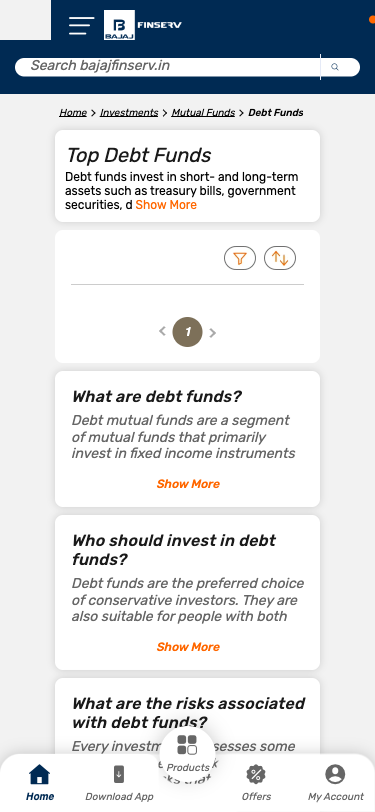 BAJAJ
FINSERV
Search bajajfinserv.in
Home > Investments > Mutual Funds > Debt Funds
Top Debt Funds
Debt funds invest in short- and long-term
assets such as treasury bills, government
securities, d Show More
1
What are debt funds?
Debt mutual funds are a segment
of mutual funds that primarily
invest in fixed income instruments
Show More
Who should invest in debt
funds?
Debt funds are the preferred choice
of conservative investors. They are
also suitable for people with both
Show More
What are the risks associated
with debt funds?
Every some
Products
Home
Download App
Offers
My Account